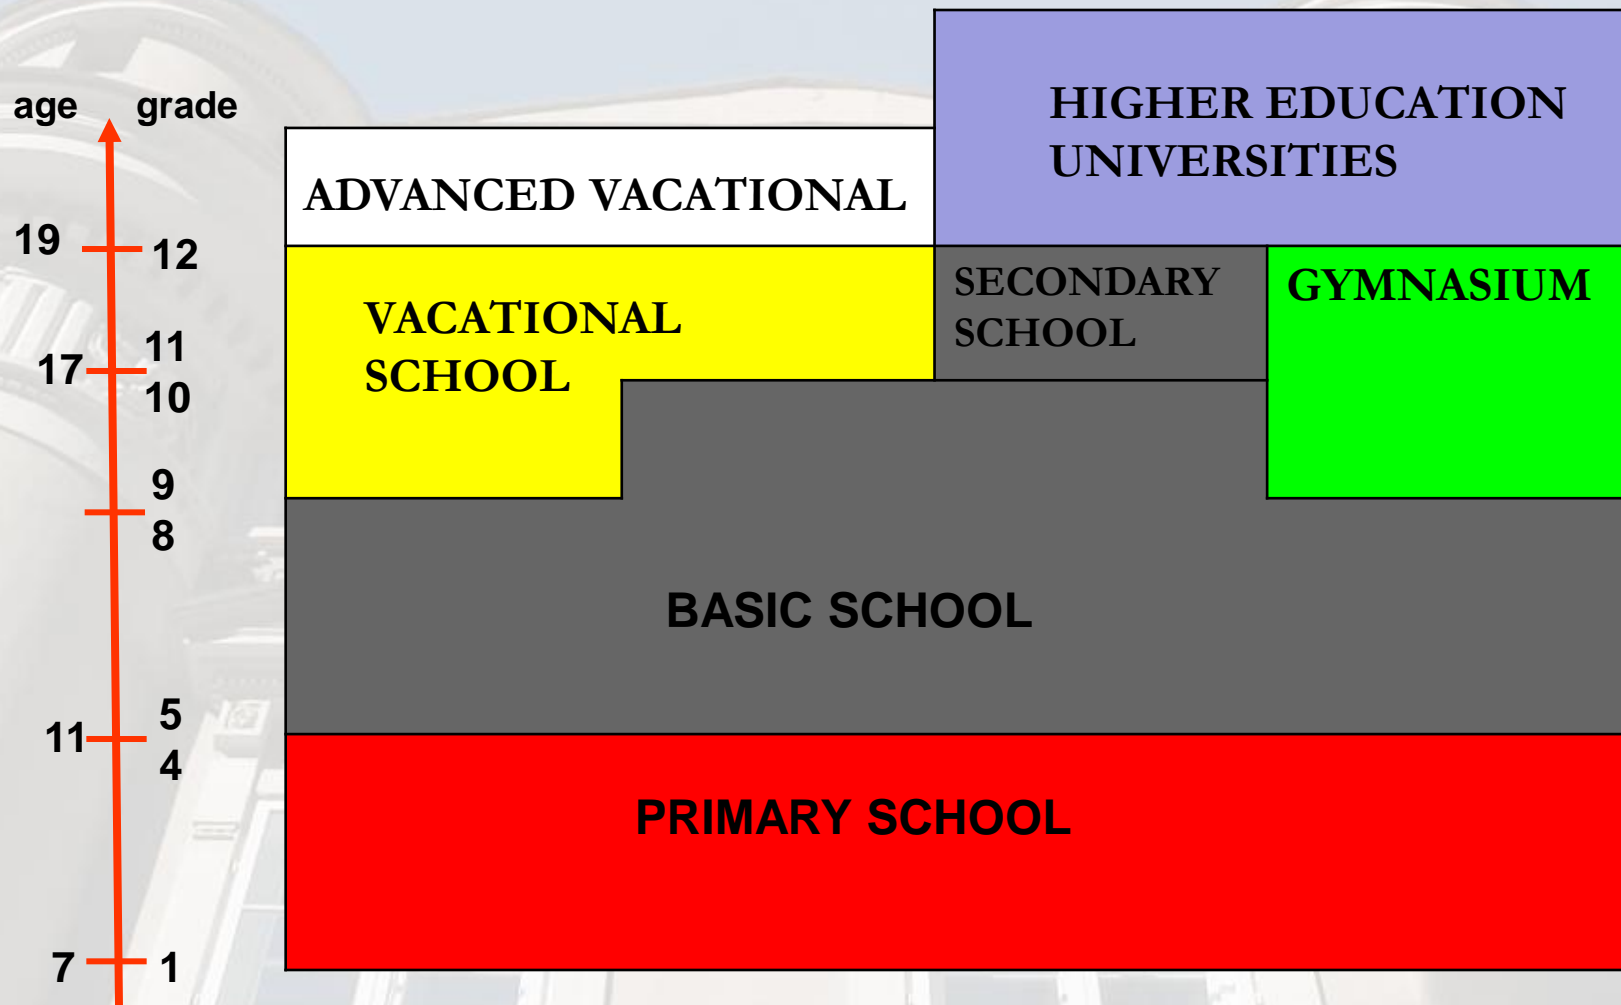 age grade
HIGHER EDUCATION
UNIVERSITIES
ADVANCED VACATIONAL
19 12
SECONDARY
SCHOOL
GYMNASIUM
VACATIONAL
SCHOOL
11
17
10
9
8
BASIC SCHOOL
5
11
4
PRIMARY SCHOOL
7 1